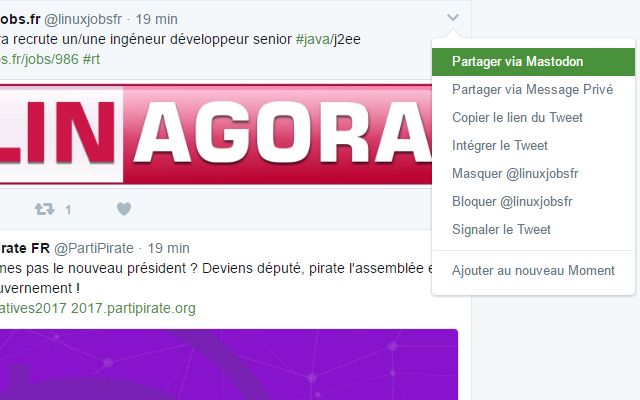 obs.fr @linuxjobsfr · 19 min
ra recrute un/une ingéneur développeur senior #java/j2ee
s.fr/jobs/986 #rt
LINAGORA
1
Partager via Mastodon
Partager via Message Privé
Copier le lien du Tweet
Intégrer le Tweet
Masquer @linuxjobsfr
Bloquer @linuxjobsfr
Signaler le Tweet
Ajouter au nouveau Moment
irate FR @PartiPirate · 19 min
mes pas le nouveau président ? Deviens député, pirate l'assemblée e
uvernement !
atives2017 2017.partipirate.org